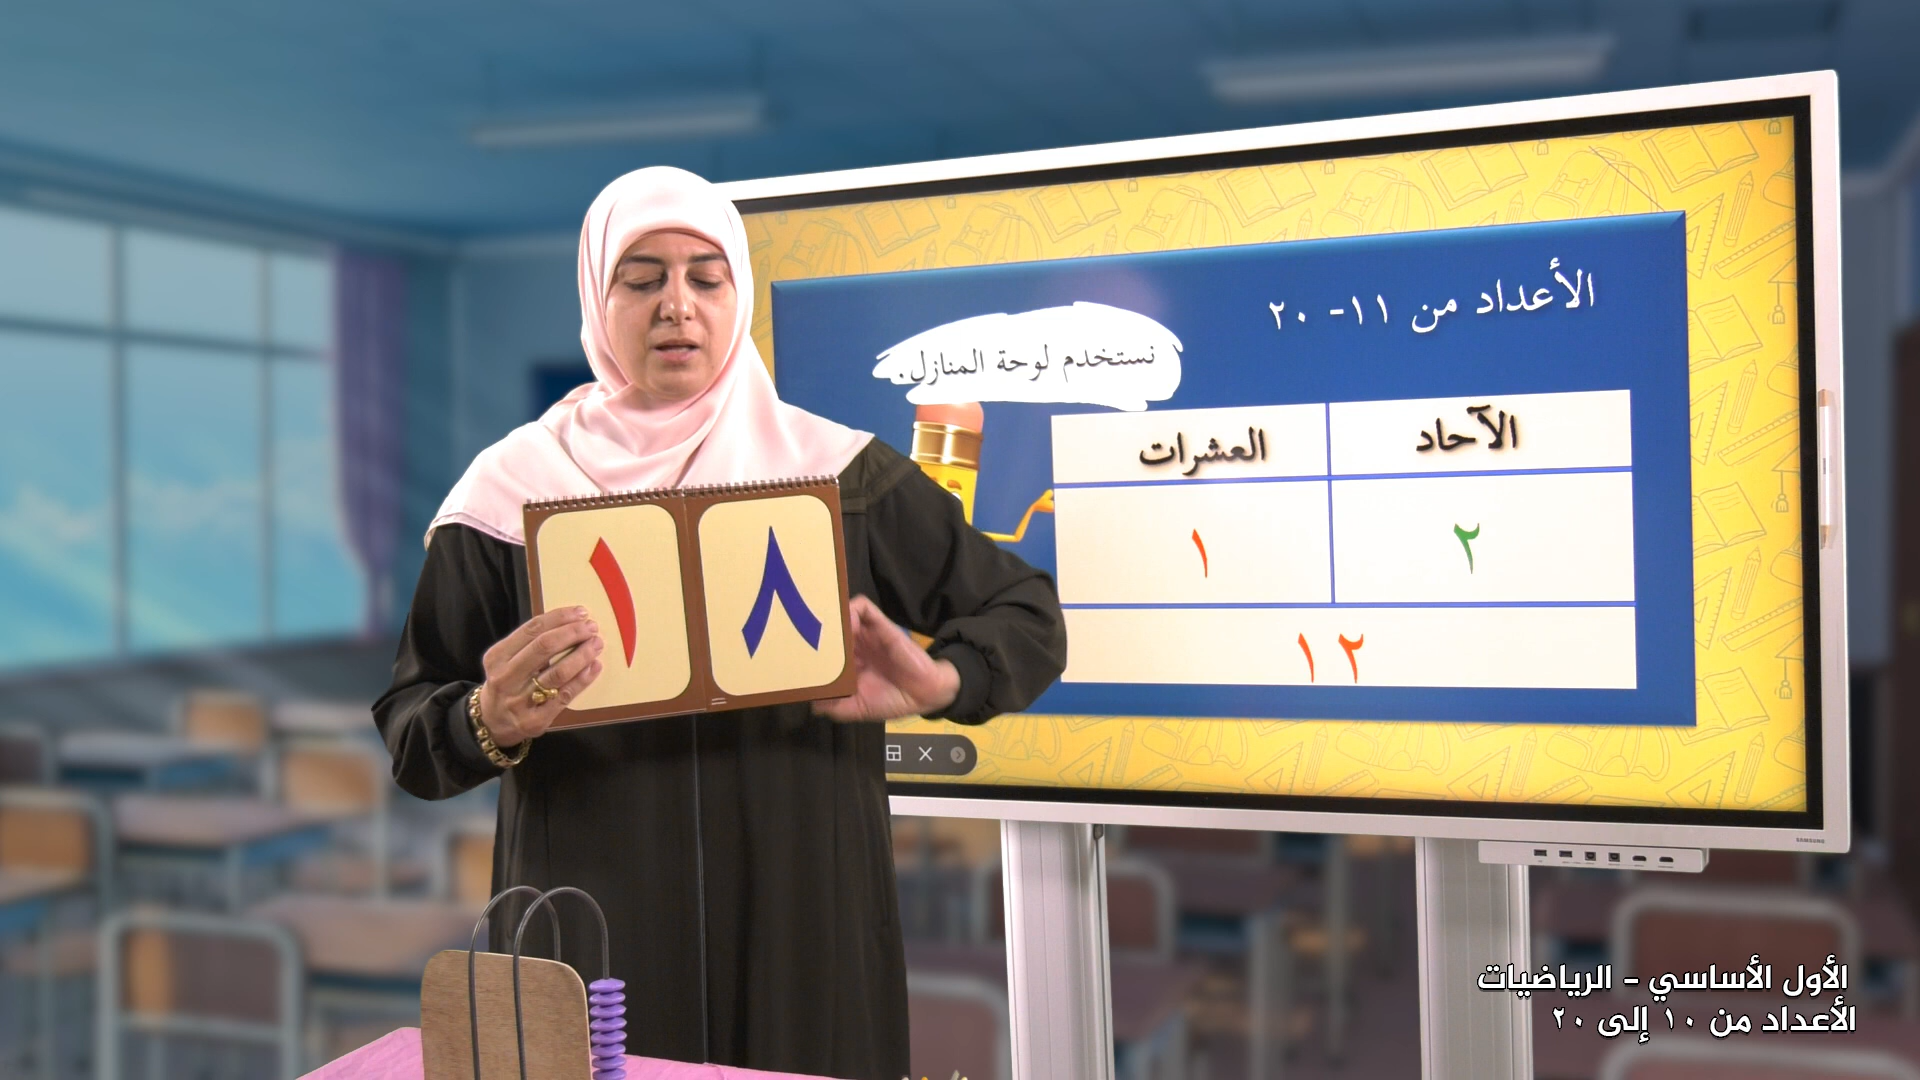 الأعداد من ١١- ٢٠
نستخدم لوحة المنازل.
الآحاد العشرات
٢ ١
١٢
١٨
SAMSUNG
الأول الأساسي - الرياضيات
الأعداد من ١٠ إلى ٢٠